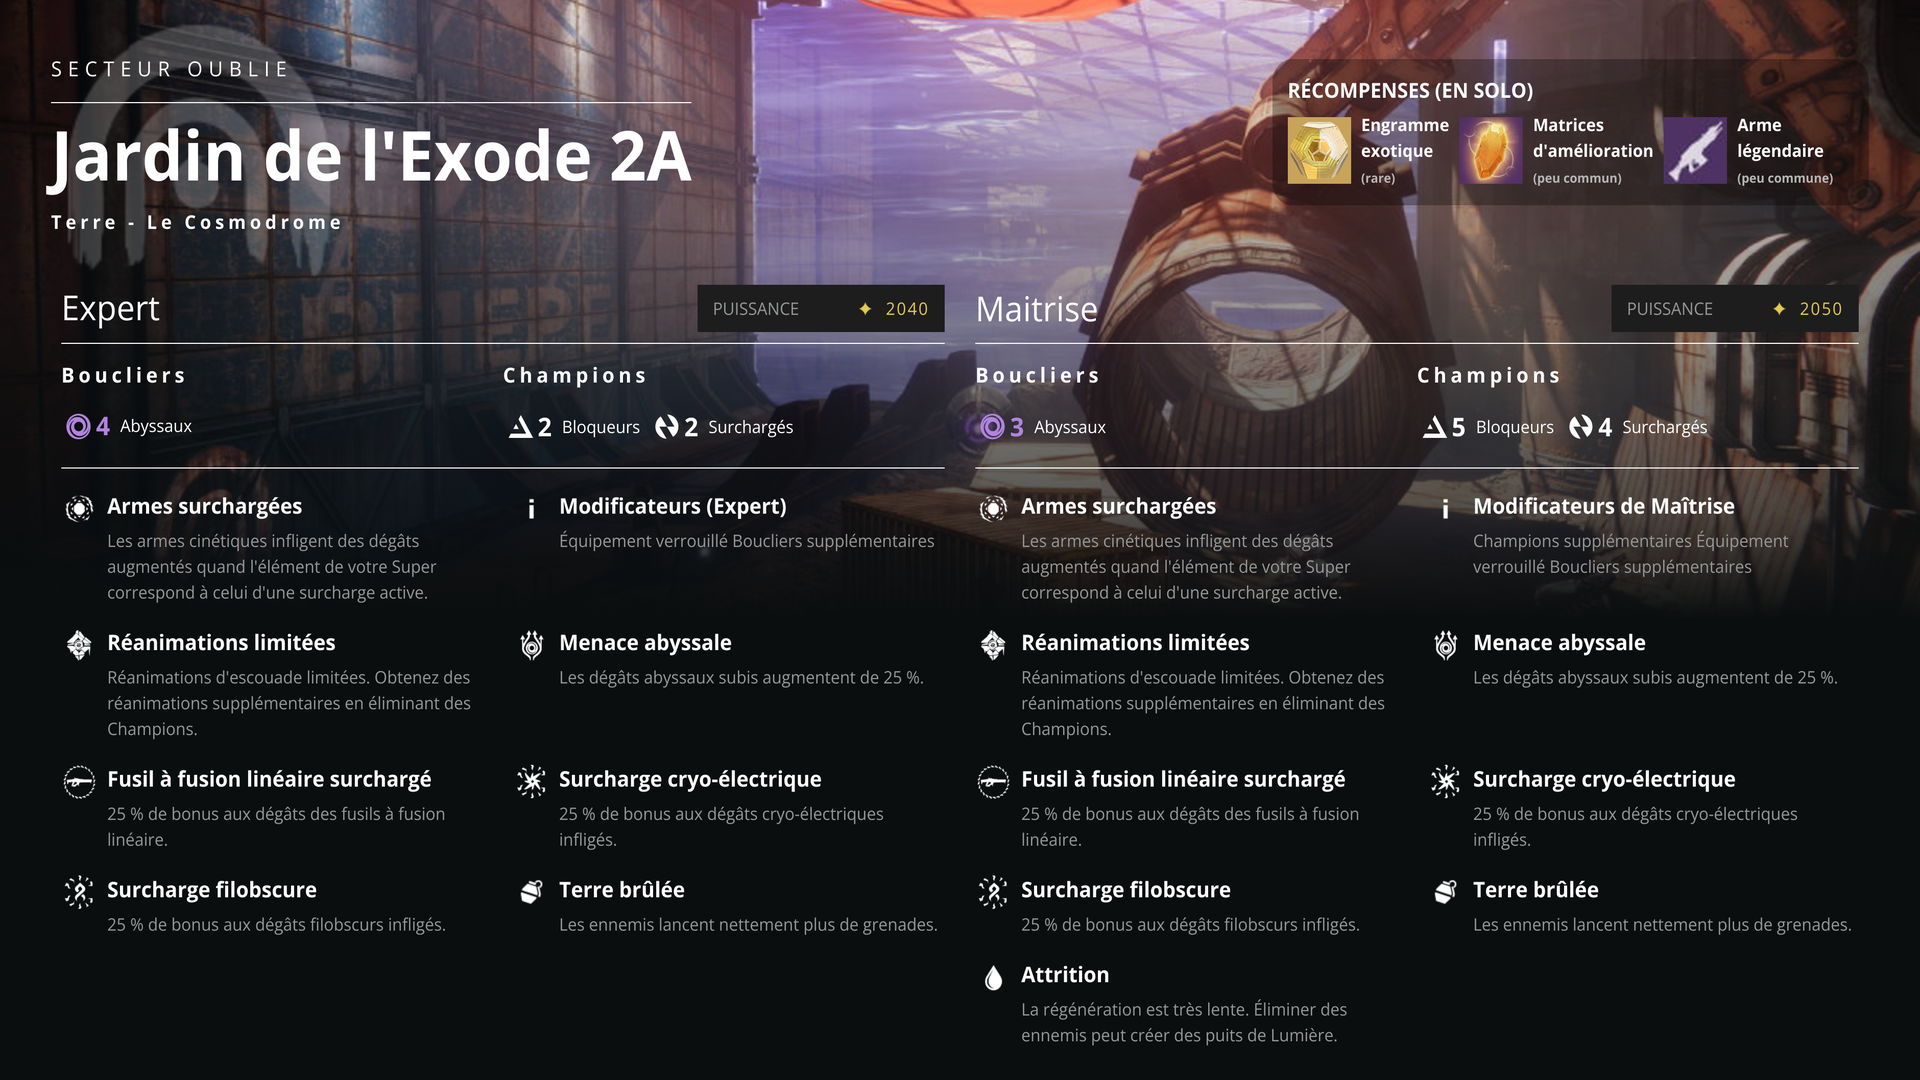 SECTEUR OUBLIE
Jardin de l'Exode 2A
Terre - Le Cosmodrome
RÉCOMPENSES (EN SOLO)
Engramme
exotique
(rare)
Matrices
d'amélioration
(peu commun)
Arme
légendaire
(peu commune)
Expert
PUISSANCE 2040
Boucliers
4 Abyssaux
Champions
2 Bloqueurs 2 Surchargés
Armes surchargées
Les armes cinétiques infligent des dégâts
augmentés quand l'élément de votre Super
correspond à celui d'une surcharge active.
Modificateurs (Expert)
Équipement verrouillé Boucliers supplémentaires
Réanimations limitées
Réanimations d'escouade limitées. Obtenez des
réanimations supplémentaires en éliminant des
Champions.
Menace abyssale
Les dégâts abyssaux subis augmentent de 25 %.
Fusil à fusion linéaire surchargé
25 % de bonus aux dégâts des fusils à fusion
linéaire.
Surcharge cryo-électrique
25 % de bonus aux dégâts cryo-électriques
infligés.
Surcharge filobscure
25 % de bonus aux dégâts filobscurs infligés.
Terre brûlée
Les ennemis lancent nettement plus de grenades.
Maitrise
PUISSANCE 2050
Boucliers
3 Abyssaux
Champions
5 Bloqueurs 4 Surchargés
Armes surchargées
Les armes cinétiques infligent des dégâts
augmentés quand l'élément de votre Super
correspond à celui d'une surcharge active.
Modificateurs de Maîtrise
Champions supplémentaires Équipement
verrouillé Boucliers supplémentaires
Réanimations limitées
Réanimations d'escouade limitées. Obtenez des
réanimations supplémentaires en éliminant des
Champions.
Menace abyssale
Les dégâts abyssaux subis augmentent de 25 %.
Fusil à fusion linéaire surchargé
25 % de bonus aux dégâts des fusils à fusion
linéaire.
Surcharge cryo-électrique
25 % de bonus aux dégâts cryo-électriques
infligés.
Surcharge filobscure
25 % de bonus aux dégâts filobscurs infligés.
Terre brûlée
Les ennemis lancent nettement plus de grenades.
Attrition
La régénération est très lente. Éliminer des
ennemis peut créer des puits de Lumière.